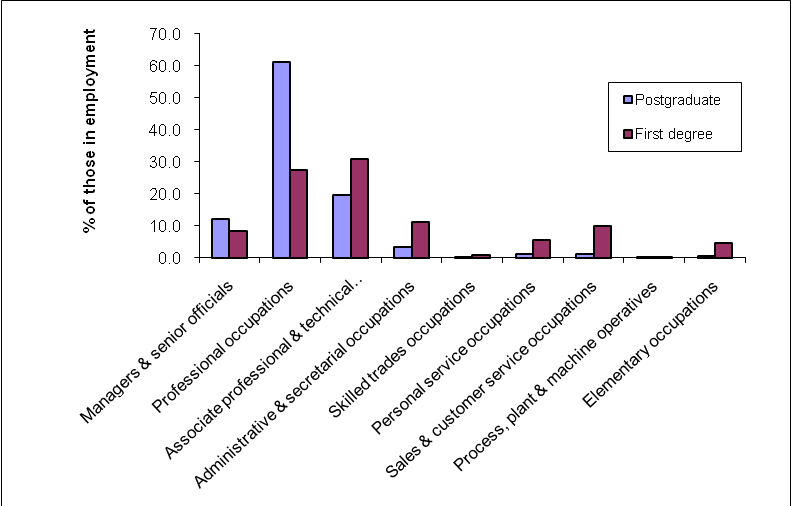 % of those in employment
70.0
60.0
50.0
40.0
30.0
20.0
10.0
0.0
Postgraduate
First degree
Managers & senior officials
Professional occupations
Associate professional & technical..
Administrative & secretarial occupations
Skilled trades occupations
Personal service occupations
Sales & customer service occupations
Process, plant & machine operatives
Elementary occupations